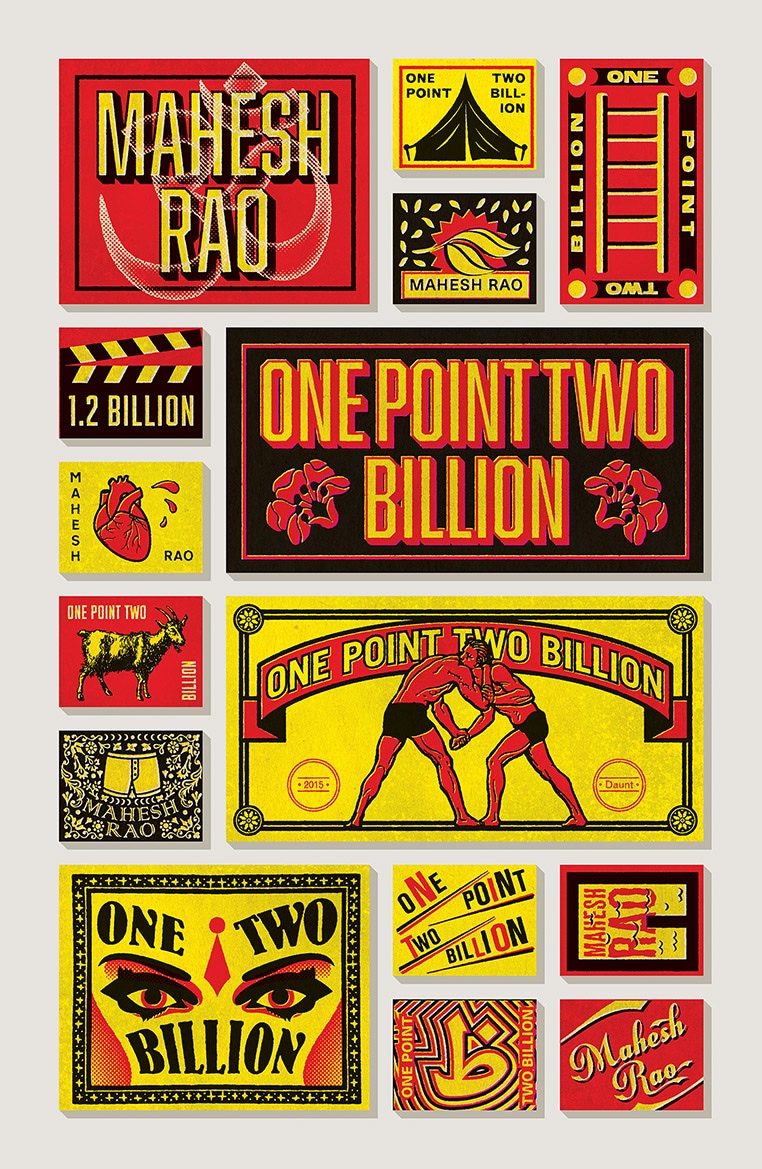 MAHESH
RAO
ONE TWO
POINT BILL-
ION
MAHESH RAO
ONE
POINT
TWO
BILLION
1.2 BILLION
ONE POINT TWO
BILLION
MAHESH
RAO
ONE POINT TWO
BILLION
ONE POINT TWO BILLION
2015
Daunt
MAHESH
RAO
ONE TWO
BILLION
ONE POINT
TWO BILLION
MAHESH
RAO
ONE POINT
TWO BILLION
Mahesh
Rao